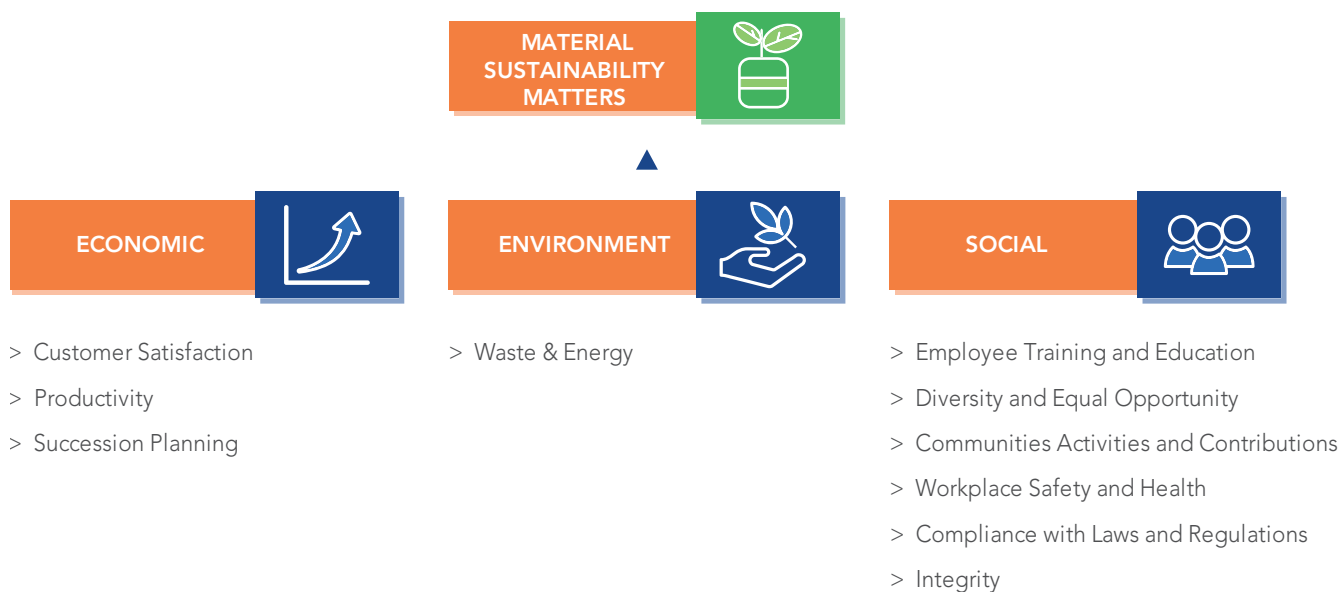 MATERIAL
SUSTAINABILITY
MATTERS
ECONOMIC
> Customer Satisfaction
> Productivity
> Succession Planning
ENVIRONMENT
> Waste & Energy
SOCIAL
> Employee Training and Education
> Diversity and Equal Opportunity
> Communities Activities and Contributions
> Workplace Safety and Health
> Compliance with Laws and Regulations
> Integrity